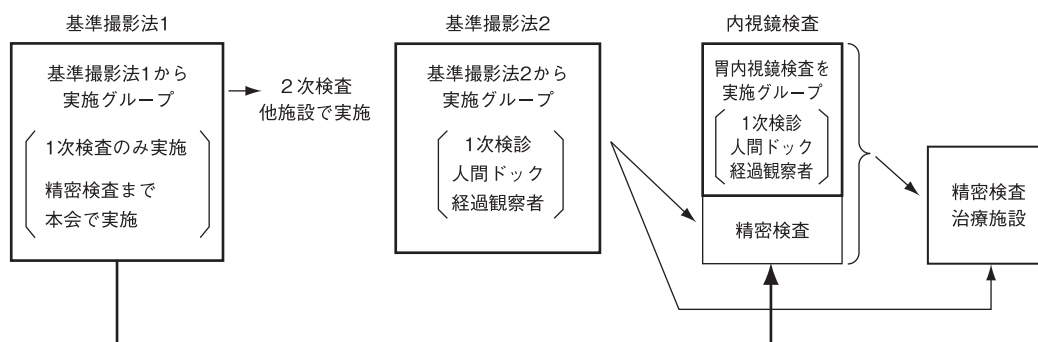 基準撮影法1
基準撮影法1から
実施グループ
1次検査のみ実施
精密検査まで
本会で実施
2次検査
他施設で実施
基準撮影法2
基準撮影法2から
実施グループ
1次検診
人間ドック
経過観察者
内視鏡検査
胃内視鏡検査を
実施グループ
1次検診
人間ドック
経過観察者
精密検査
精密検査
治療施設